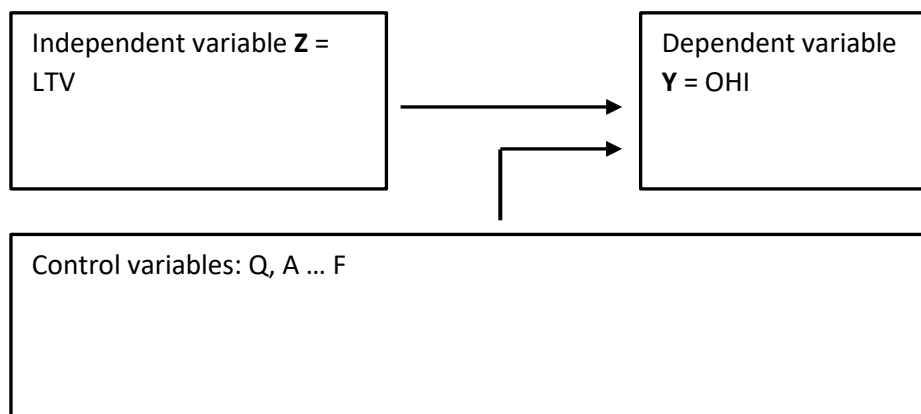 Independent variable Z =
LTV
Dependent variable
Y = OHI
Control variables: Q, A … F